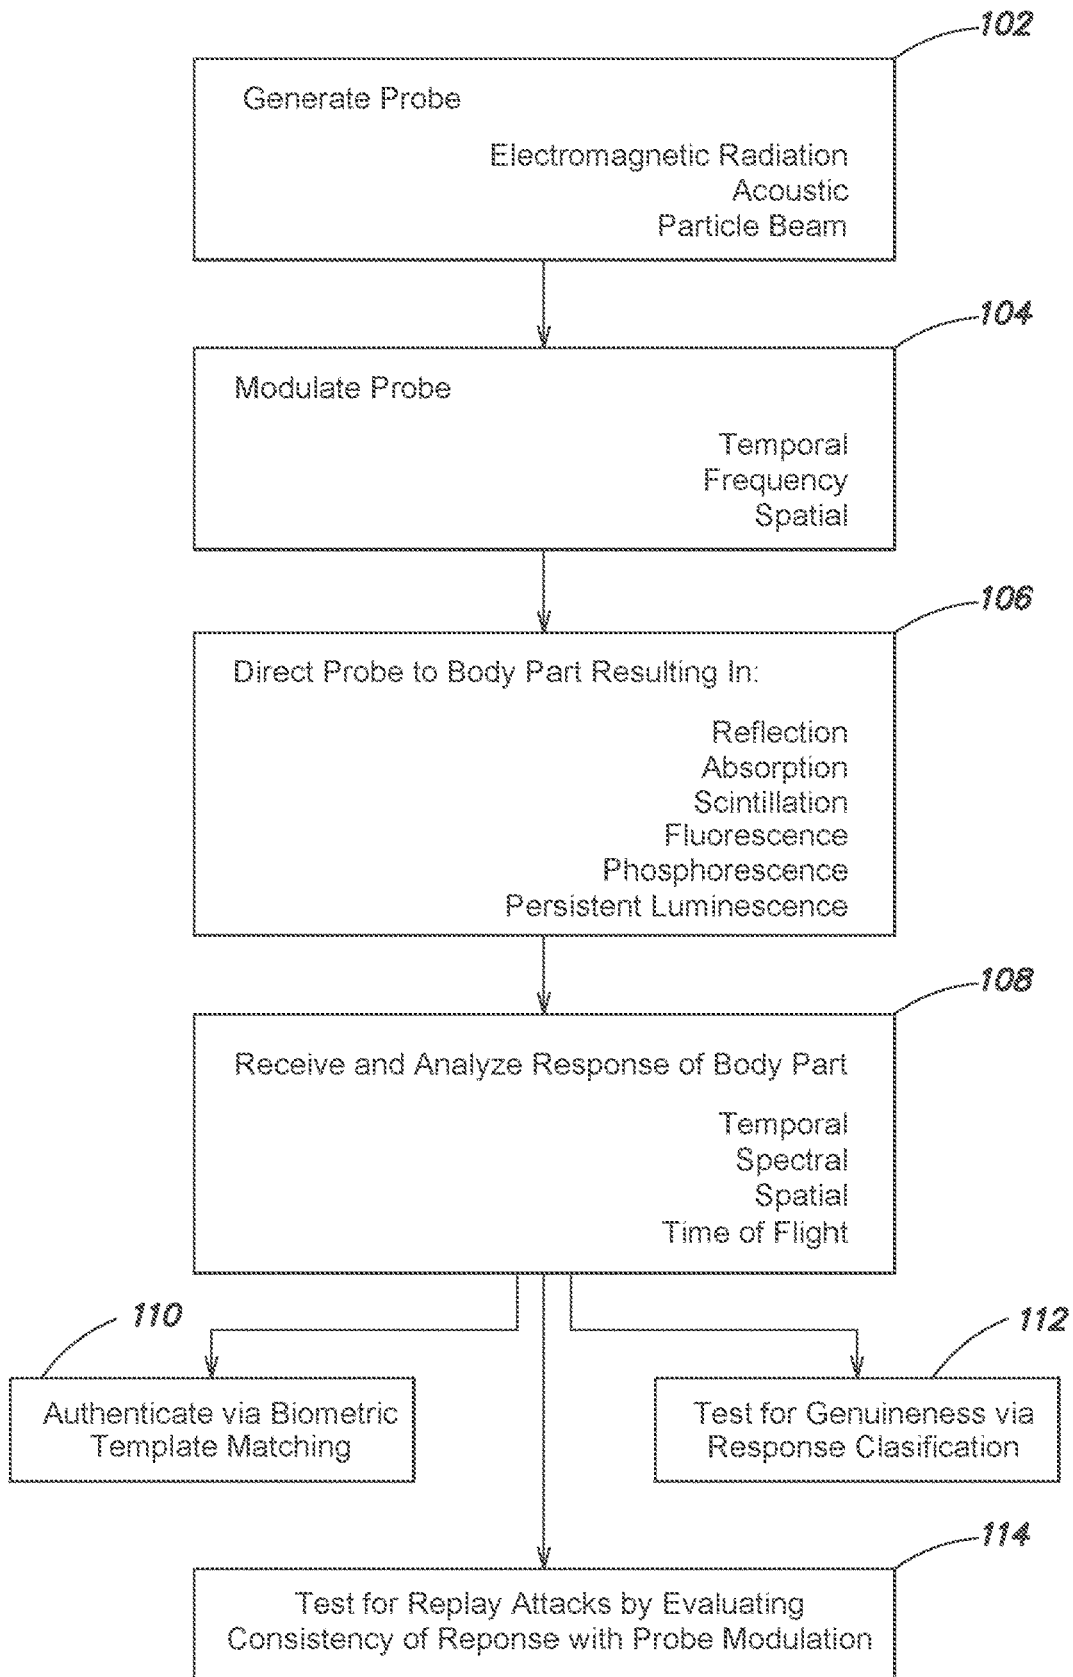 102
Generate Probe
Electromagnetic Radiation
Acoustic
Particle Beam
104
Modulate Probe
Temporal
Frequency
Spatial
106
Direct Probe to Body Part Resulting In:
Reflection
Absorption
Scintillation
Fluorescence
Phosphorescence
Persistent Luminescence
108
Receive and Analyze Response of Body Part
Temporal
Spectral
Spatial
Time of Flight
110
Authenticate via Biometric
Template Matching
112
Test for Genuineness via
Response Clasification
114
Test for Replay Attacks by Evaluating
Consistency of Reponse with Probe Modulation